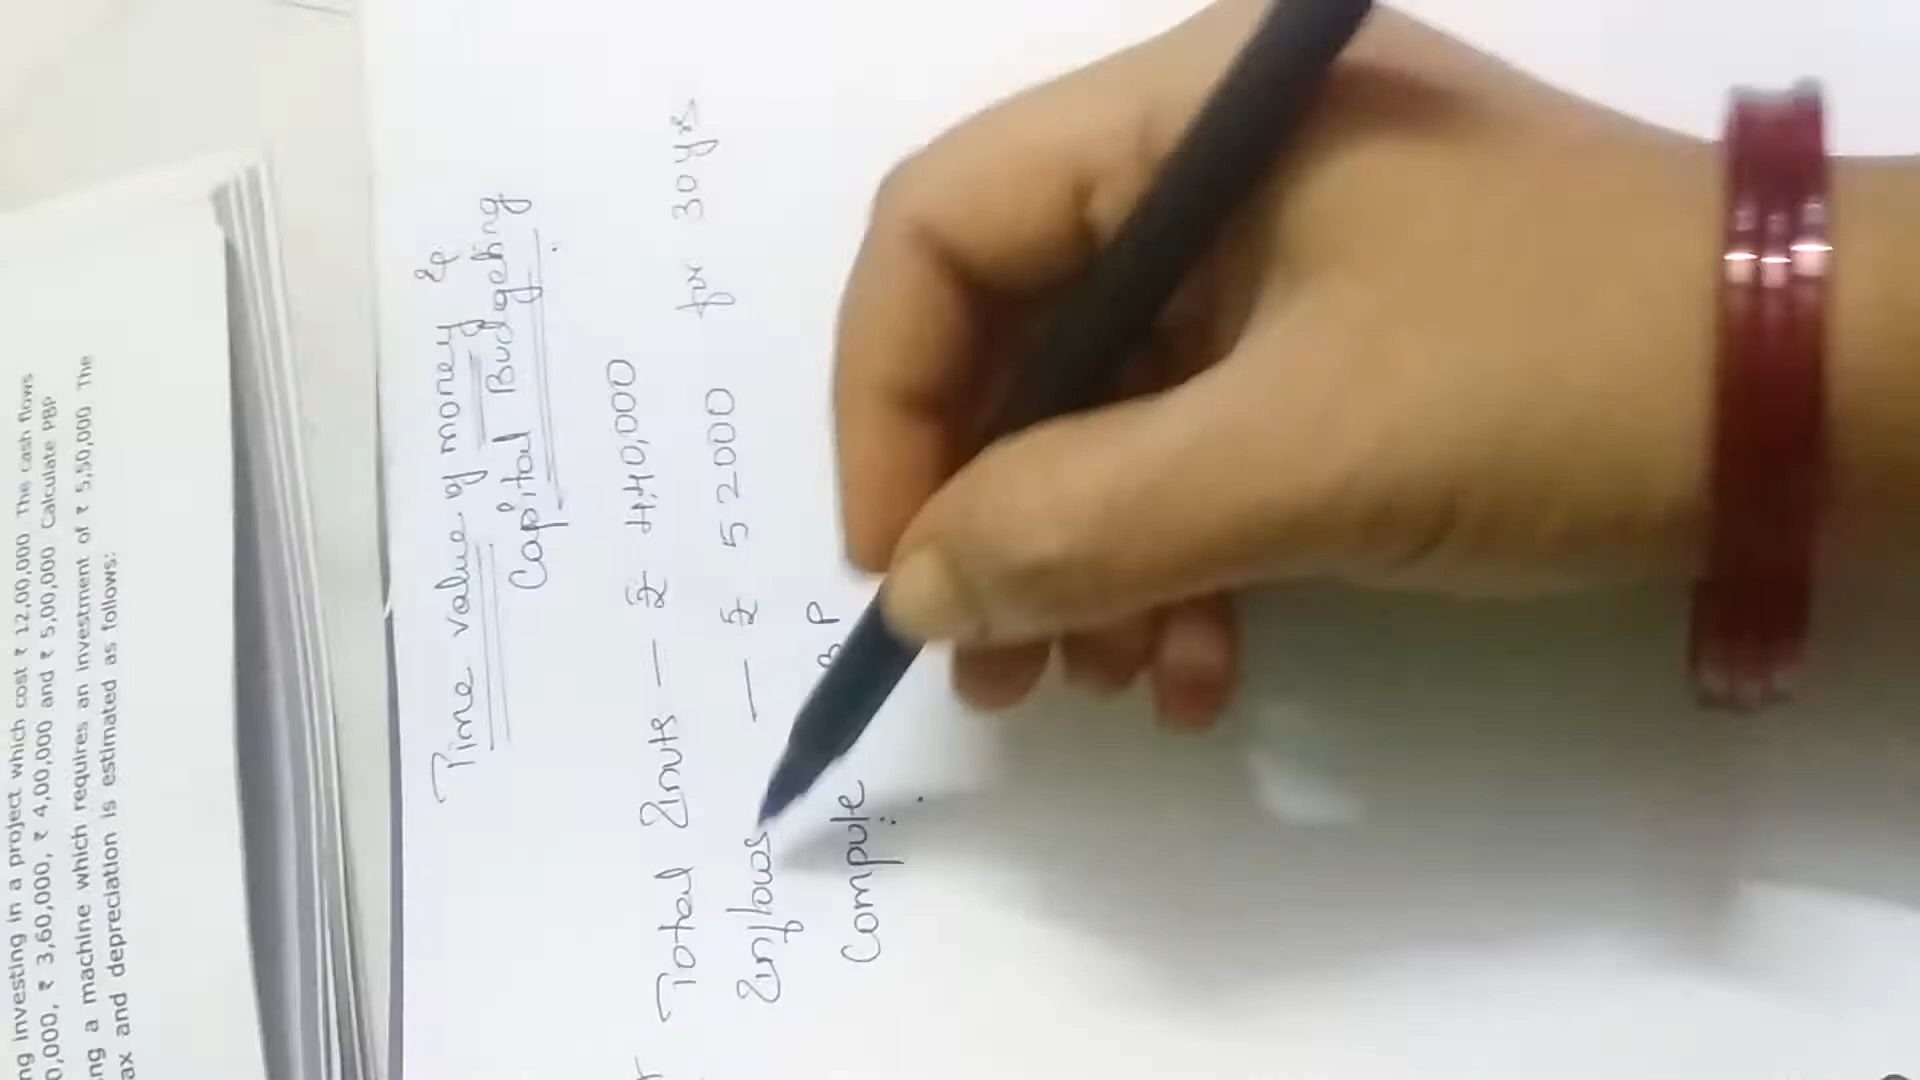 ng investing in a project which cost ₹ 12,00,000 The cash flows
0,000, ₹ 3,60,000, ₹ 4,00,000 and ₹ 5,00,000 Calculate PBP
ng a machine which requires an investment of ₹ 5,50,000 The
ax and depreciation is estimated as follows:
Time value of money &
Capital Budgeting
Total Invts - ₹ 4,40,000
Inflows - ₹ 52000 for 30 yrs
Compute BP